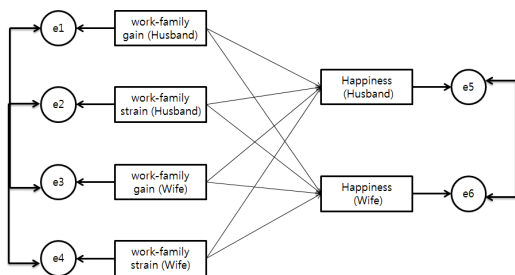 e1
work-family
gain (Husband)
e2
work-family
strain (Husband)
Happiness
(Husband)
e5
e3
work-family
gain (Wife)
Happiness
(Wife)
e6
e4
work-family
strain (Wife)